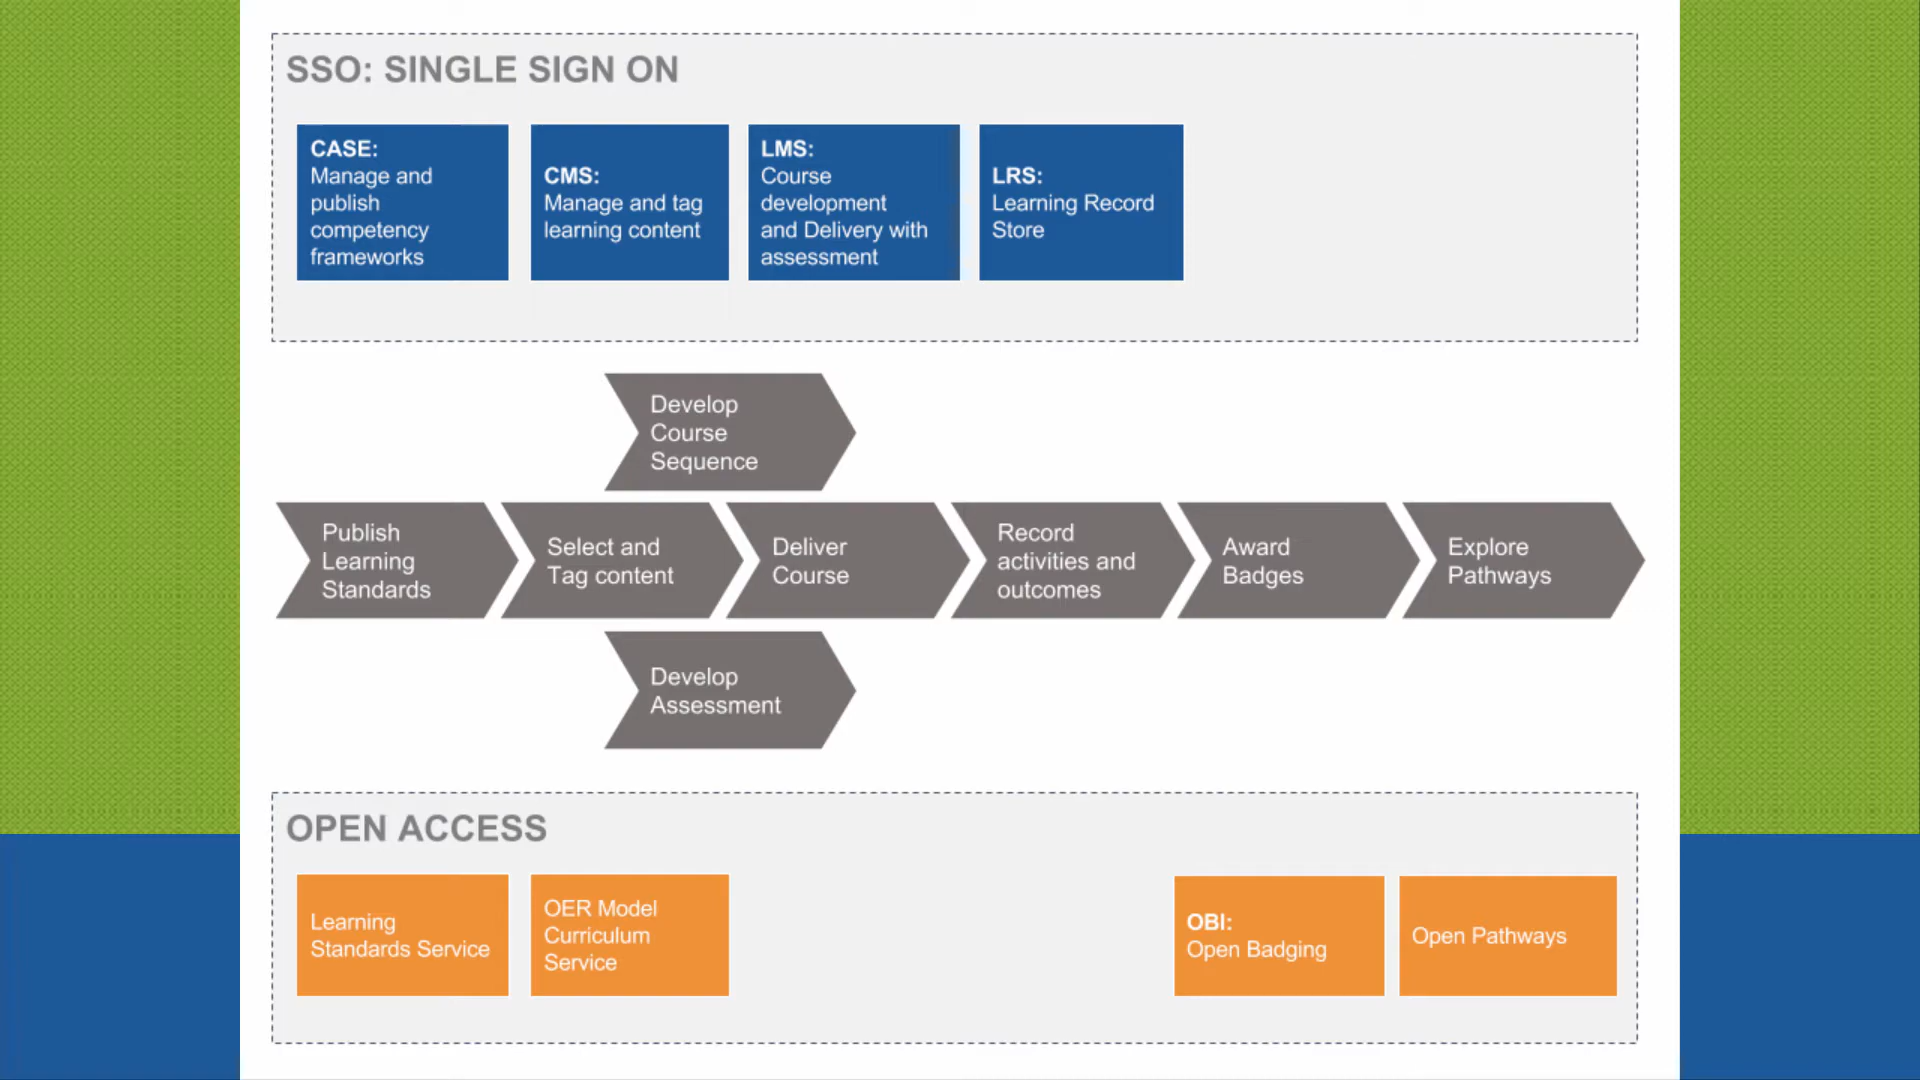 SSO: SINGLE SIGN ON
CASE:
Manage and
publish
competency
frameworks
CMS:
Manage and tag
learning content
LMS:
Course
development
and Delivery with
assessment
LRS:
Learning Record
Store
Develop
Course
Sequence
Publish
Learning
Standards
Select and
Tag content
Deliver
Course
Record
activities and
outcomes
Award
Badges
Explore
Pathways
Develop
Assessment
OPEN ACCESS
Learning
Standards Service
OER Model
Curriculum
Service
OBI:
Open Badging
Open Pathways